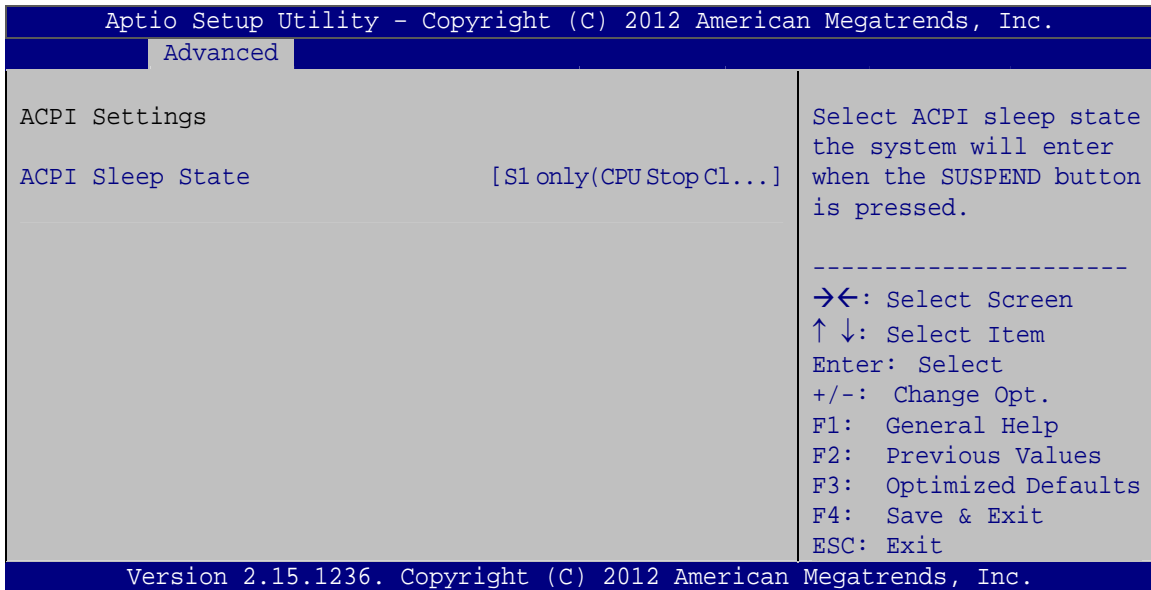 Aptio Setup Utility – Copyright (C) 2012 American Megatrends, Inc.
Advanced
ACPI Settings
ACPI Sleep State [S1 only(CPU Stop Cl...]
Select ACPI sleep state
the system will enter
when the SUSPEND button
is pressed.
----------------------
→←: Select Screen
↑ ↓: Select Item
Enter: Select
+/-: Change Opt.
F1: General Help
F2: Previous Values
F3: Optimized Defaults
F4: Save & Exit
ESC: Exit
Version 2.15.1236. Copyright (C) 2012 American Megatrends, Inc.